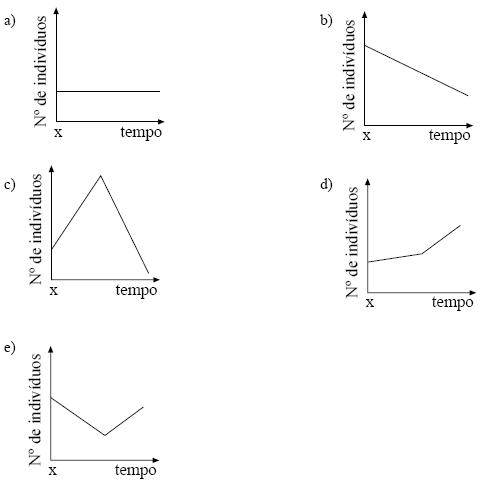 a)
Nº de indivíduos
x tempo
b)
Nº de indivíduos
x tempo
c)
Nº de indivíduos
x tempo
d)
Nº de indivíduos
x tempo
e)
Nº de indivíduos
x tempo